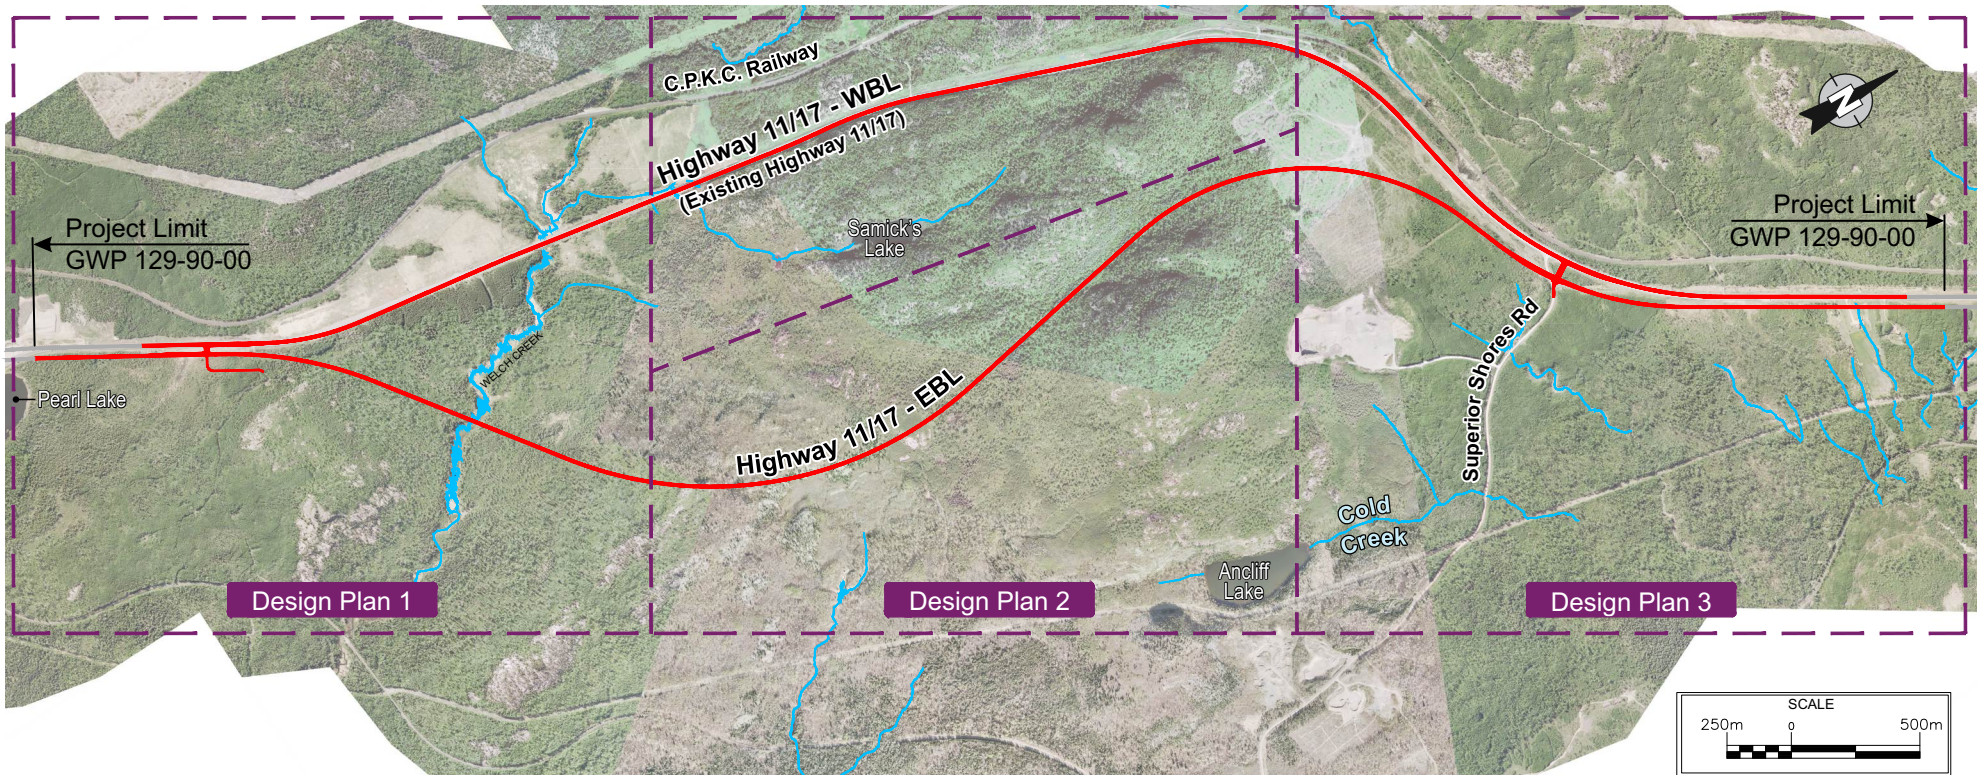 C.P.K.C. Railway
Highway 11/17 - WBL
(Existing Highway 11/17)
N
Project Limit
GWP 129-90-00
Project Limit
GWP 129-90-00
Samick's
Lake
WELCH CREEK
Pearl Lake
Highway 11/17 - EBL
Superior Shores Rd
Cold
Creek
Ancliff
Lake
Design Plan 1
Design Plan 2
Design Plan 3
SCALE
250m 0 500m